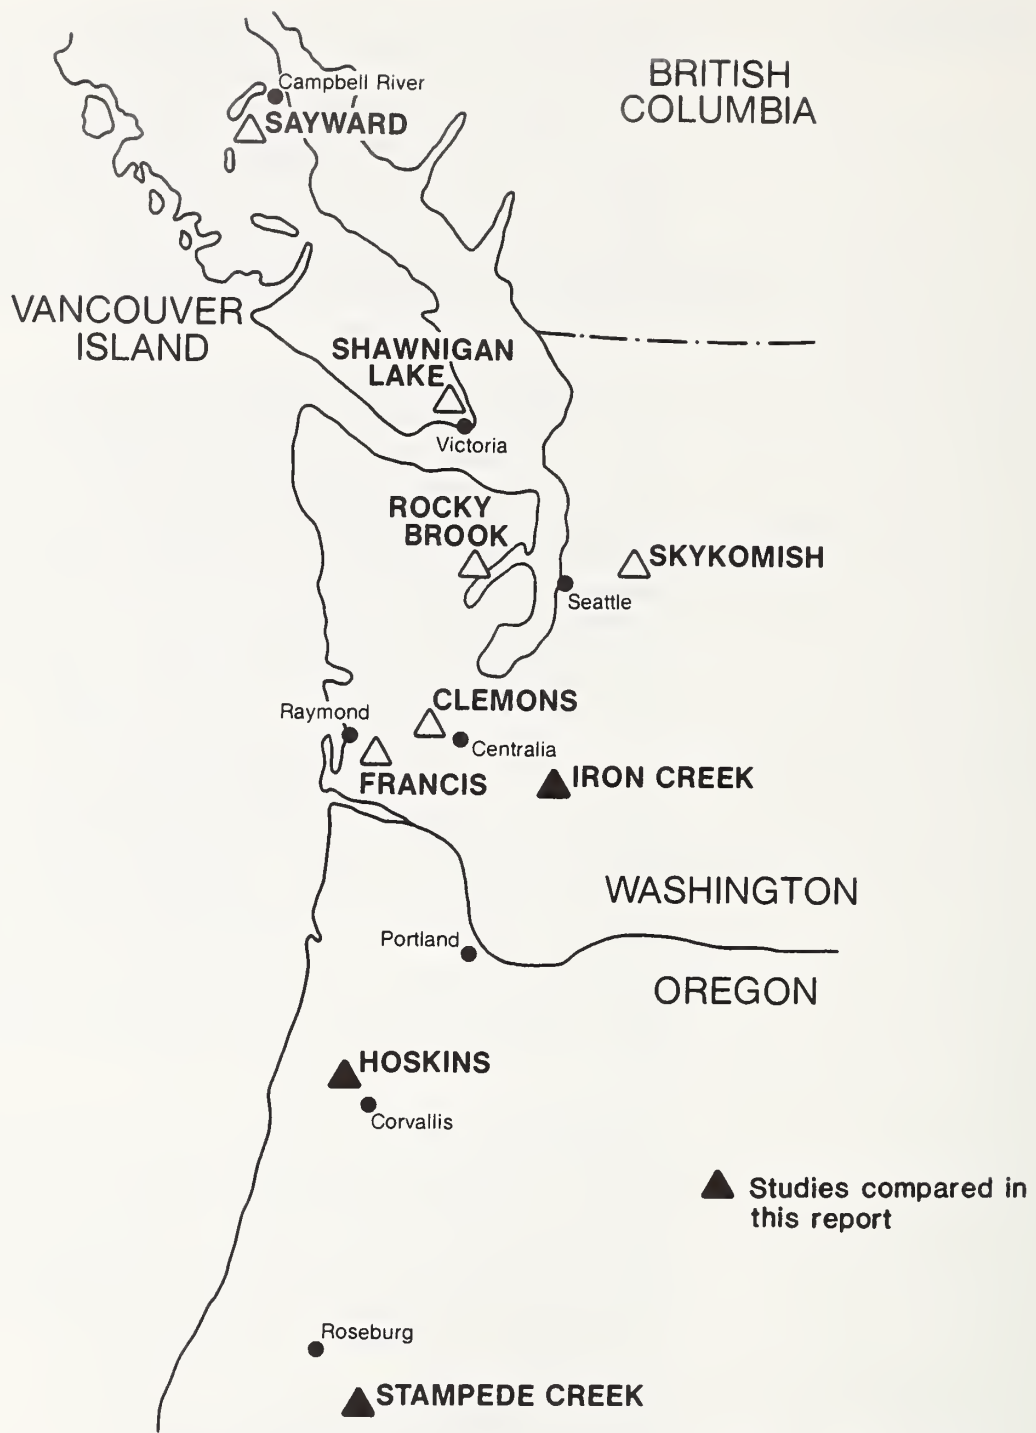 Campbell River
SAYWARD
BRITISH
COLUMBIA
VANCOUVER
ISLAND
SHAWNIGAN
LAKE
Victoria
ROCKY
BROOK
SKYKOMISH
Seattle
CLEMONS
Raymond
Centralia
FRANCIS
IRON CREEK
WASHINGTON
Portland
OREGON
HOSKINS
Corvallis
Studies compared in
this report
Roseburg
STAMPEDE CREEK